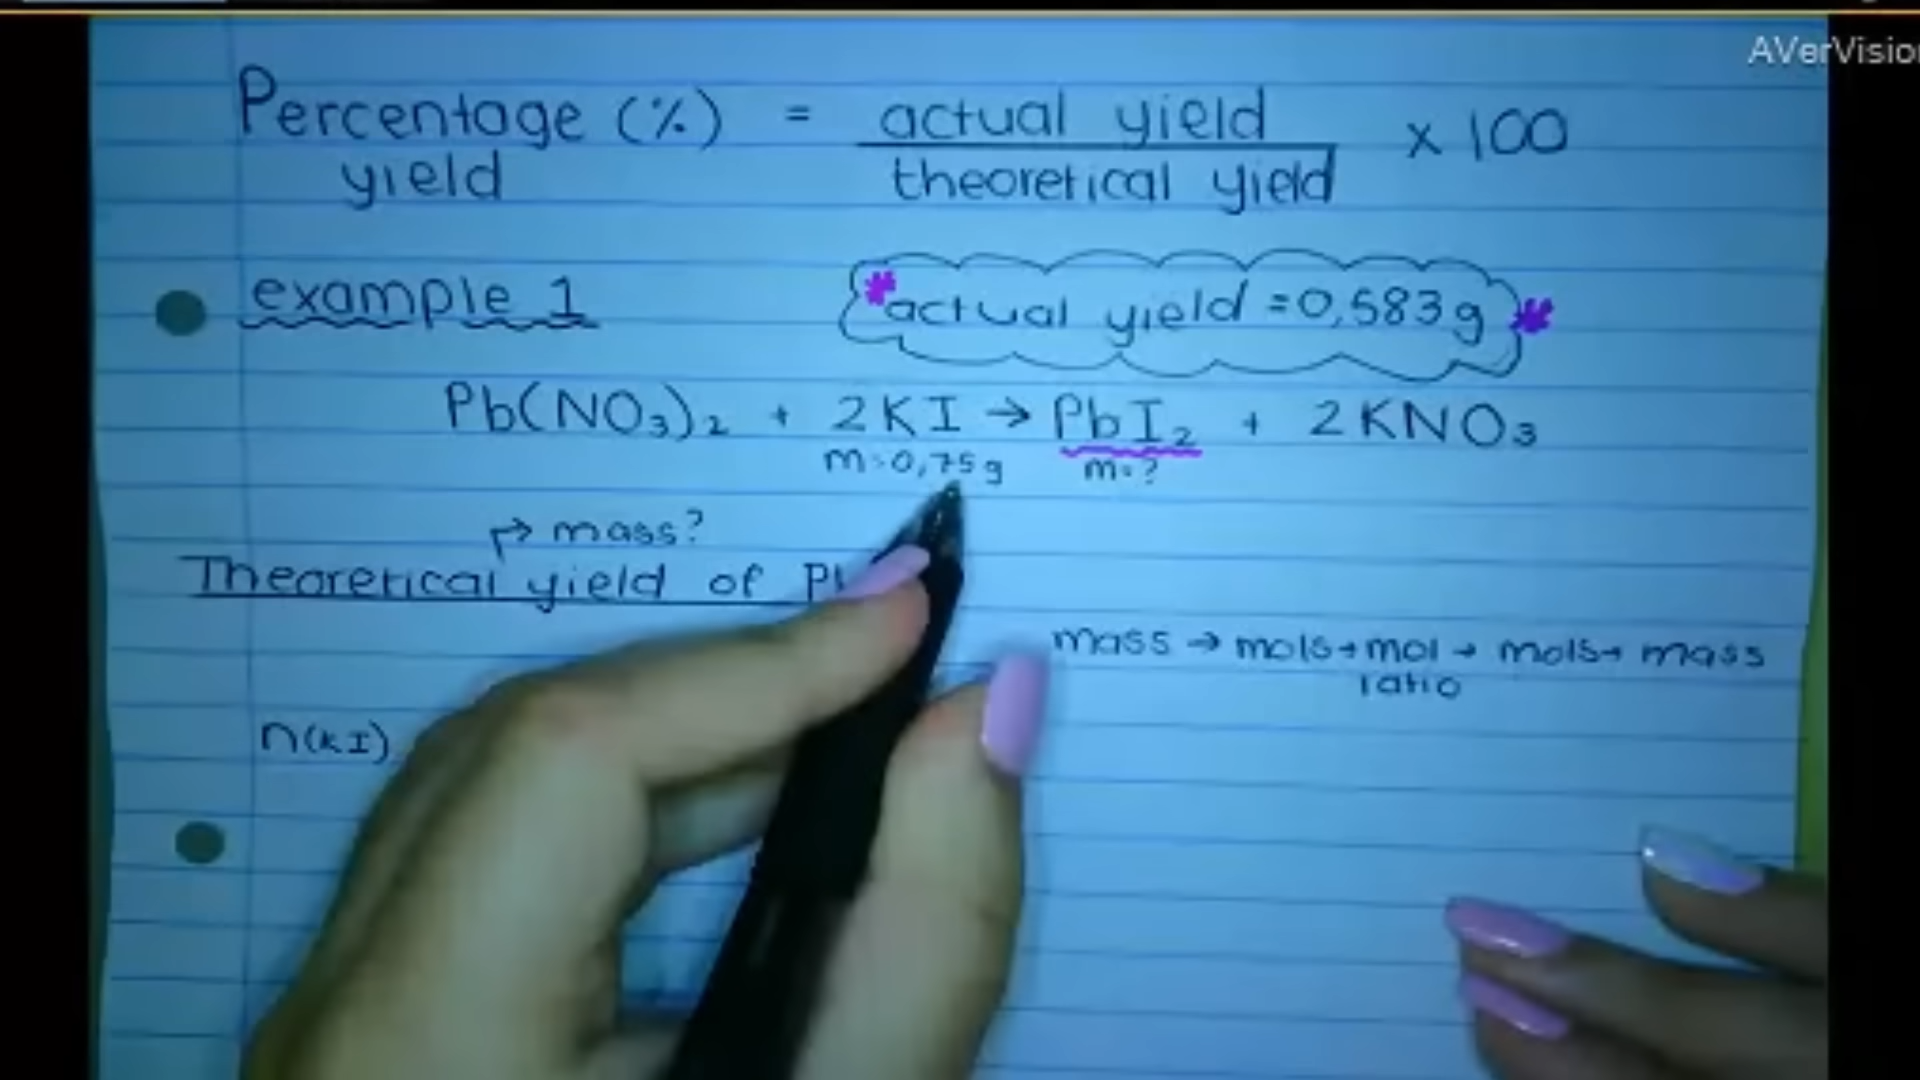 AVerVision
Percentage (%) = actual yield x 100
yield theoretical yield
example 1
*actual yield = 0,583g *
Pb(NO₃)₂ + 2KI → PbI₂ + 2KNO₃
m=0,75g m=?
↱ mass?
Theoretical yield of
mass → mols → mol → mols → mass
ratio
n(KI)